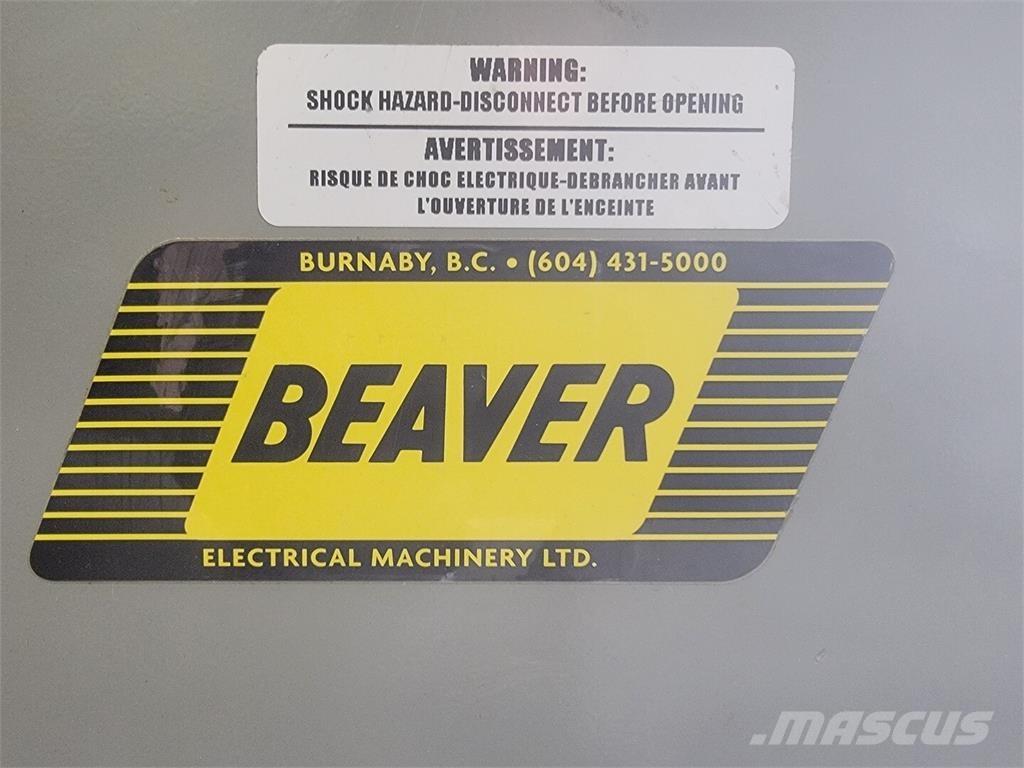 WARNING:
SHOCK HAZARD-DISCONNECT BEFORE OPENING
AVERTISSEMENT:
RISQUE DE CHOC ELECTRIQUE-DEBRANCHER AVANT
L'OUVERTURE DE L'ENCEINTE
BURNABY, B.C. • (604) 431-5000
BEAVER
ELECTRICAL MACHINERY LTD.
MASCUS